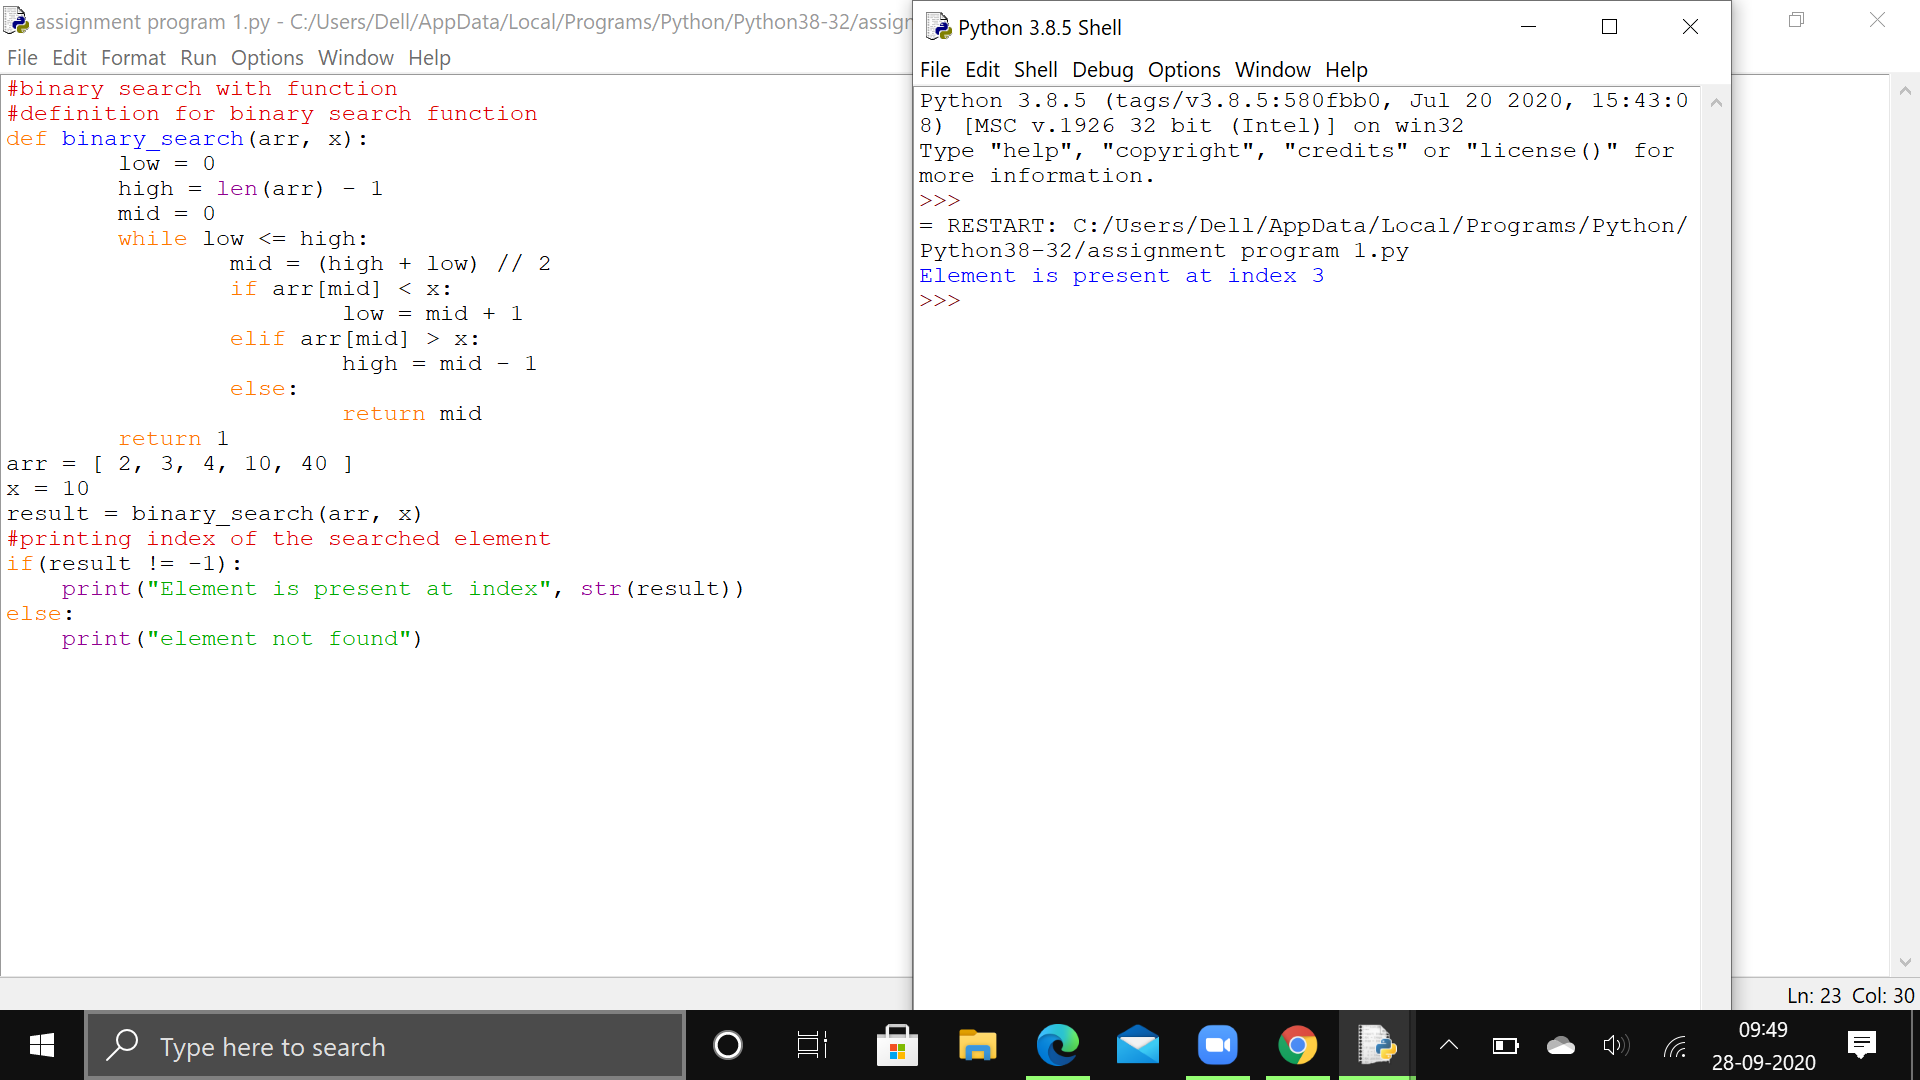 assignment program 1.py - C:/Users/Dell/AppData/Local/Programs/Python/Python38-32/assign
File Edit Format Run Options Window Help
#binary search with function
#definition for binary search function
def binary_search(arr, x):
        low = 0
        high = len(arr) - 1
        mid = 0
        while low <= high:
                mid = (high + low) // 2
                if arr[mid] < x:
                        low = mid + 1
                elif arr[mid] > x:
                        high = mid - 1
                else:
                        return mid
        return 1
arr = [ 2, 3, 4, 10, 40 ]
x = 10
result = binary_search(arr, x)
#printing index of the searched element
if(result != -1):
    print("Element is present at index", str(result))
else:
    print("element not found")
Python 3.8.5 Shell
File Edit Shell Debug Options Window Help
Python 3.8.5 (tags/v3.8.5:580fbb0, Jul 20 2020, 15:43:0
8) [MSC v.1926 32 bit (Intel)] on win32
Type "help", "copyright", "credits" or "license()" for
more information.
>>>
= RESTART: C:/Users/Dell/AppData/Local/Programs/Python/
Python38-32/assignment program 1.py
Element is present at index 3
>>>
Ln: 23 Col: 30
Type here to search
09:49
28-09-2020